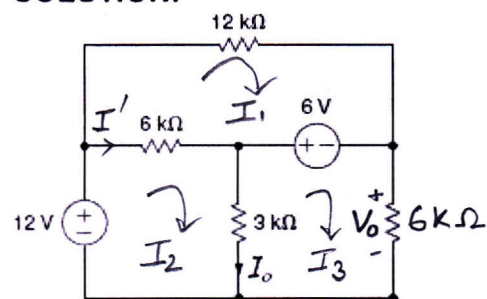 SOLUTION:
12 kΩ
I'
6 kΩ
I₁
6 V
+ -
12 V
+
-
I₂
3 kΩ
I₀
I₃
+
V₀
-
6KΩ